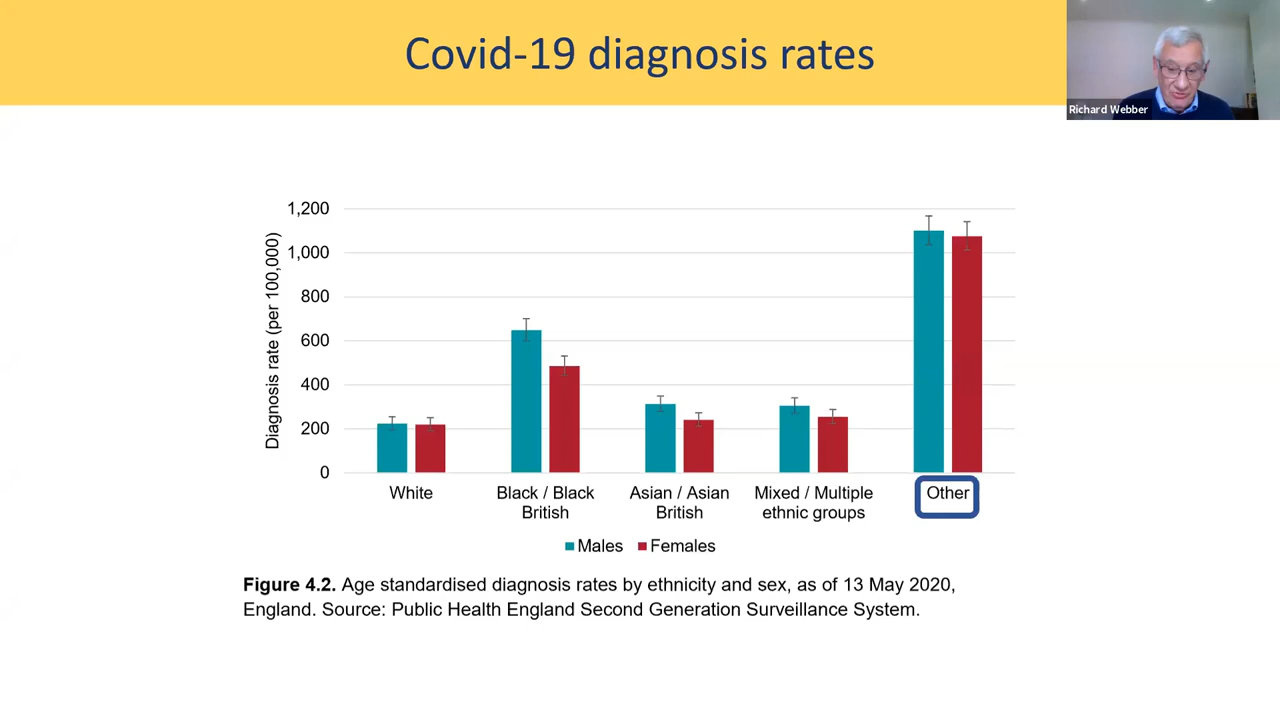 Covid-19 diagnosis rates
Richard Webber
Diagnosis rate (per 100,000)
1,200
1,000
800
600
400
200
0
White
Black / Black
British
Asian / Asian
British
Mixed / Multiple
ethnic groups
Other
Males Females
Figure 4.2. Age standardised diagnosis rates by ethnicity and sex, as of 13 May 2020,
England. Source: Public Health England Second Generation Surveillance System.